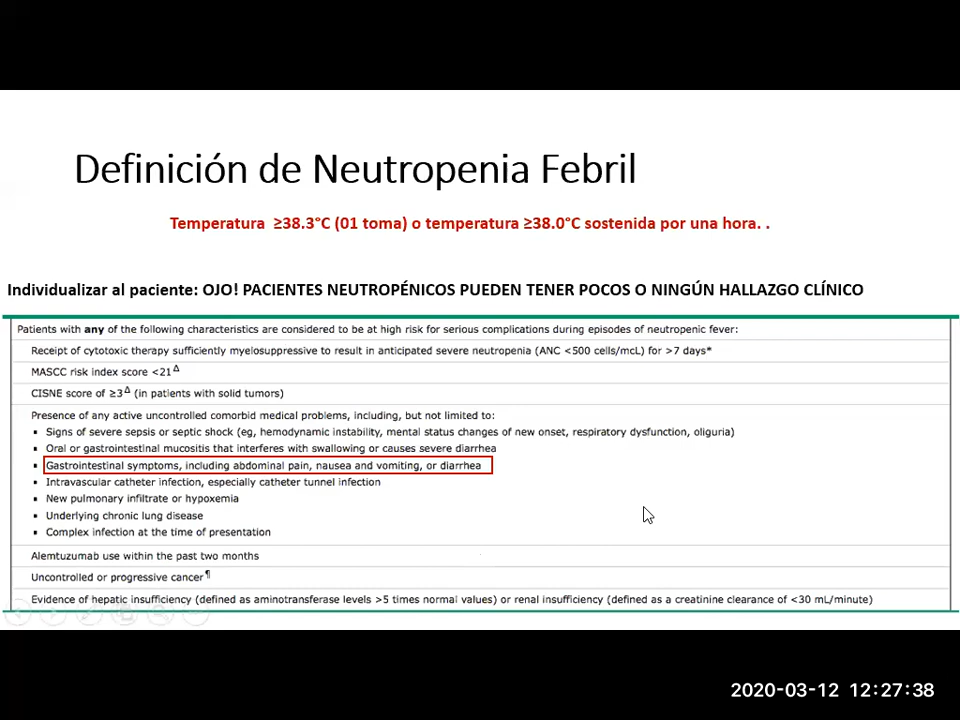 Definición de Neutropenia Febril
Temperatura ≥38.3°C (01 toma) o temperatura ≥38.0°C sostenida por una hora. .
Individualizar al paciente: OJO! PACIENTES NEUTROPÉNICOS PUEDEN TENER POCOS O NINGÚN HALLAZGO CLÍNICO
Patients with any of the following characteristics are considered to be at high risk for serious complications during episodes of neutropenic fever:
Receipt of cytotoxic therapy sufficiently myelosuppressive to result in anticipated severe neutropenia (ANC <500 cells/mcL) for >7 days*
MASCC risk index score <21Δ
CISNE score of ≥3Δ (in patients with solid tumors)
Presence of any active uncontrolled comorbid medical problems, including, but not limited to:
▪ Signs of severe sepsis or septic shock (eg, hemodynamic instability, mental status changes of new onset, respiratory dysfunction, oliguria)
▪ Oral or gastrointestinal mucositis that interferes with swallowing or causes severe diarrhea
▪ Gastrointestinal symptoms, including abdominal pain, nausea and vomiting, or diarrhea
▪ Intravascular catheter infection, especially catheter tunnel infection
▪ New pulmonary infiltrate or hypoxemia
▪ Underlying chronic lung disease
▪ Complex infection at the time of presentation
Alemtuzumab use within the past two months
Uncontrolled or progressive cancer¶
Evidence of hepatic insufficiency (defined as aminotransferase levels >5 times normal values) or renal insufficiency (defined as a creatinine clearance of <30 mL/minute)
2020-03-12 12:27:38